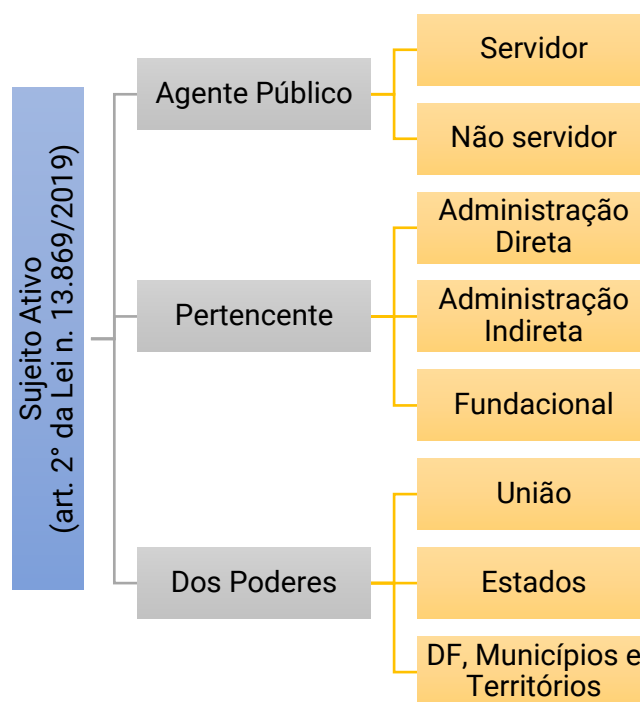 Sujeito Ativo
(art. 2° da Lei n. 13.869/2019)
Agente Público
Servidor
Não servidor
Pertencente
Administração
Direta
Administração
Indireta
Fundacional
Dos Poderes
União
Estados
DF, Municípios e
Territórios